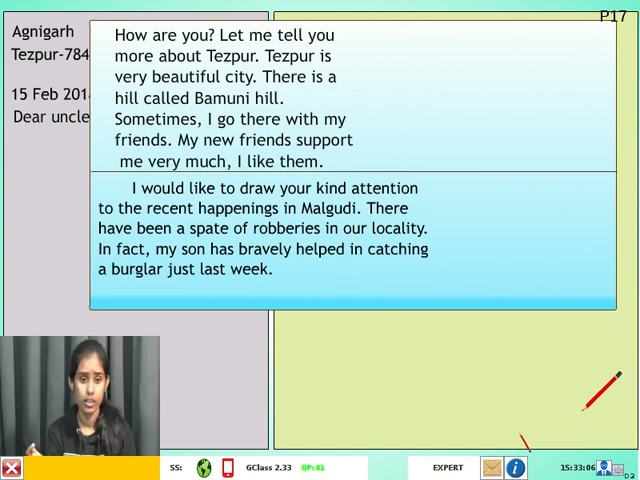 P17
Agnigarh
Tezpur-784
15 Feb 201
Dear uncle
How are you? Let me tell you
more about Tezpur. Tezpur is
very beautiful city. There is a
hill called Bamuni hill.
Sometimes, I go there with my
friends. My new friends support
me very much, I like them.
I would like to draw your kind attention
to the recent happenings in Malgudi. There
have been a spate of robberies in our locality.
In fact, my son has bravely helped in catching
a burglar just last week.
SS: GClass 2.33 QP:41 EXPERT 15:33:06
D2